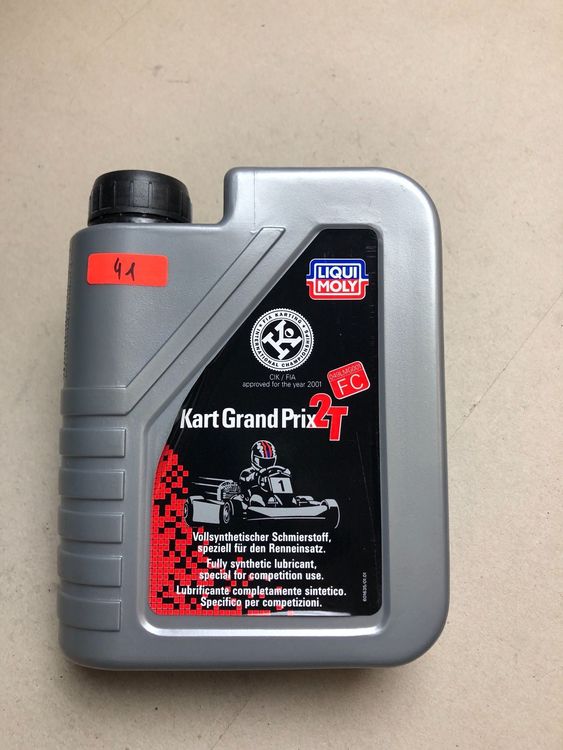 41
LIQUI
MOLY
CIK / FIA
approved for the year 2001
FC
Kart Grand Prix 2T
1
Vollsynthetischer Schmierstoff,
speziell für den Renneinsatz.
Fully synthetic lubricant,
special for competition use.
Lubrificante completamente sintetico.
Specifico per competizioni.